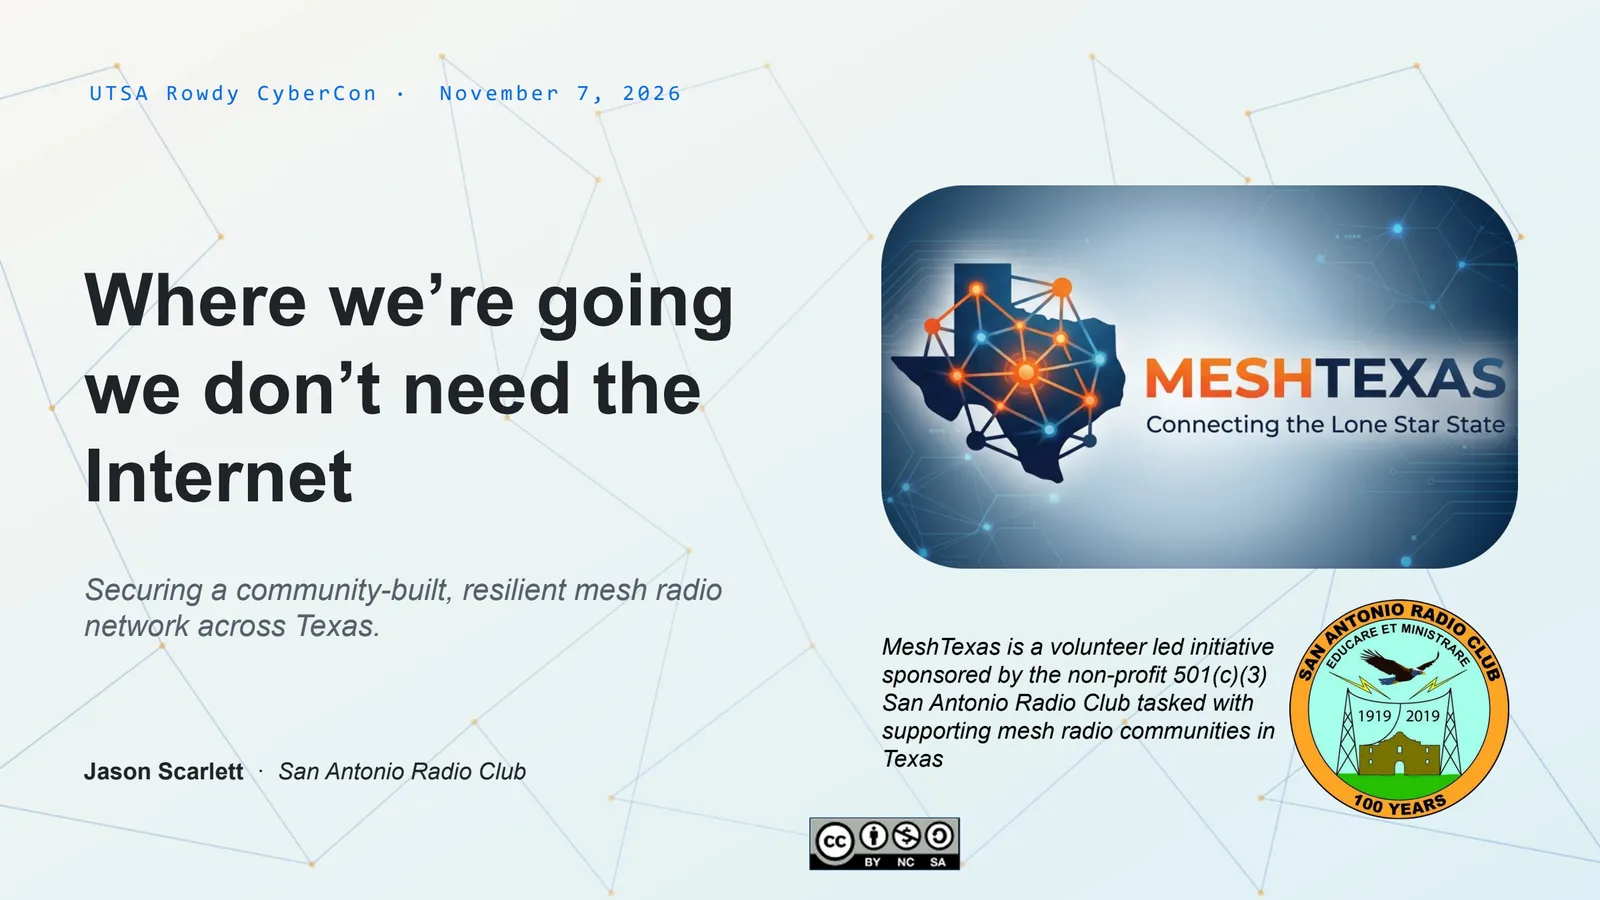 UTSA Rowdy CyberCon · November 7, 2026
Where we’re going
we don’t need the
Internet
Securing a community-built, resilient mesh radio
network across Texas.
Jason Scarlett · San Antonio Radio Club
MESHTEXAS
Connecting the Lone Star State
MeshTexas is a volunteer led initiative
sponsored by the non-profit 501(c)(3)
San Antonio Radio Club tasked with
supporting mesh radio communities in
Texas
SAN ANTONIO RADIO CLUB
EDUCARE ET MINISTRARE
1919 2019
100 YEARS
cc
BY NC SA